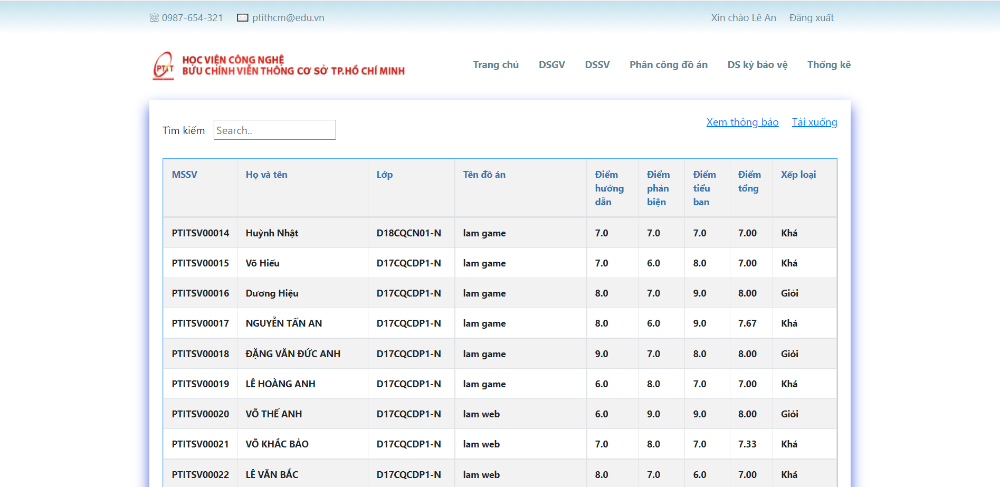 0987-654-321 ptithcm@edu.vn Xin chào Lê An Đăng xuất
PTIT
HỌC VIỆN CÔNG NGHỆ
BƯU CHÍNH VIỄN THÔNG CƠ SỞ TP.HỒ CHÍ MINH
Trang chủ DSGV DSSV Phân công đồ án DS kỳ bảo vệ Thống kê
Xem thông báo Tải xuống
Tìm kiếm Search..
MSSV Họ và tên Lớp Tên đồ án Điểm hướng dẫn Điểm phản biện Điểm tiểu ban Điểm tổng Xếp loại
PTITSV00014 Huỳnh Nhật D18CQCN01-N lam game 7.0 7.0 7.0 7.00 Khá
PTITSV00015 Võ Hiếu D17CQCDP1-N lam game 7.0 6.0 8.0 7.00 Khá
PTITSV00016 Dương Hiệu D17CQCDP1-N lam game 8.0 7.0 9.0 8.00 Giỏi
PTITSV00017 NGUYỄN TẤN AN D17CQCDP1-N lam game 8.0 6.0 9.0 7.67 Khá
PTITSV00018 ĐẶNG VĂN ĐỨC ANH D17CQCDP1-N lam game 9.0 7.0 8.0 8.00 Giỏi
PTITSV00019 LÊ HOÀNG ANH D17CQCDP1-N lam game 6.0 8.0 7.0 7.00 Khá
PTITSV00020 VÕ THẾ ANH D17CQCDP1-N lam web 6.0 9.0 9.0 8.00 Giỏi
PTITSV00021 VÕ KHẮC BẢO D17CQCDP1-N lam web 7.0 8.0 7.0 7.33 Khá
PTITSV00022 LÊ VĂN BẮC D17CQCDP1-N lam web 8.0 7.0 6.0 7.00 Khá